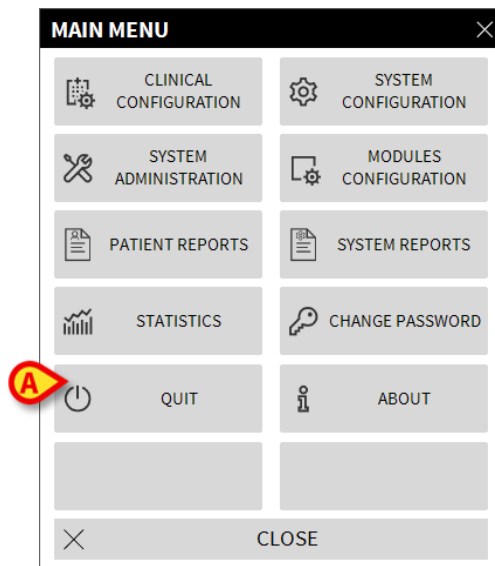 MAIN MENU
CLINICAL
CONFIGURATION
SYSTEM
CONFIGURATION
SYSTEM
ADMINISTRATION
MODULES
CONFIGURATION
PATIENT REPORTS
SYSTEM REPORTS
STATISTICS
CHANGE PASSWORD
A
QUIT
ABOUT
CLOSE